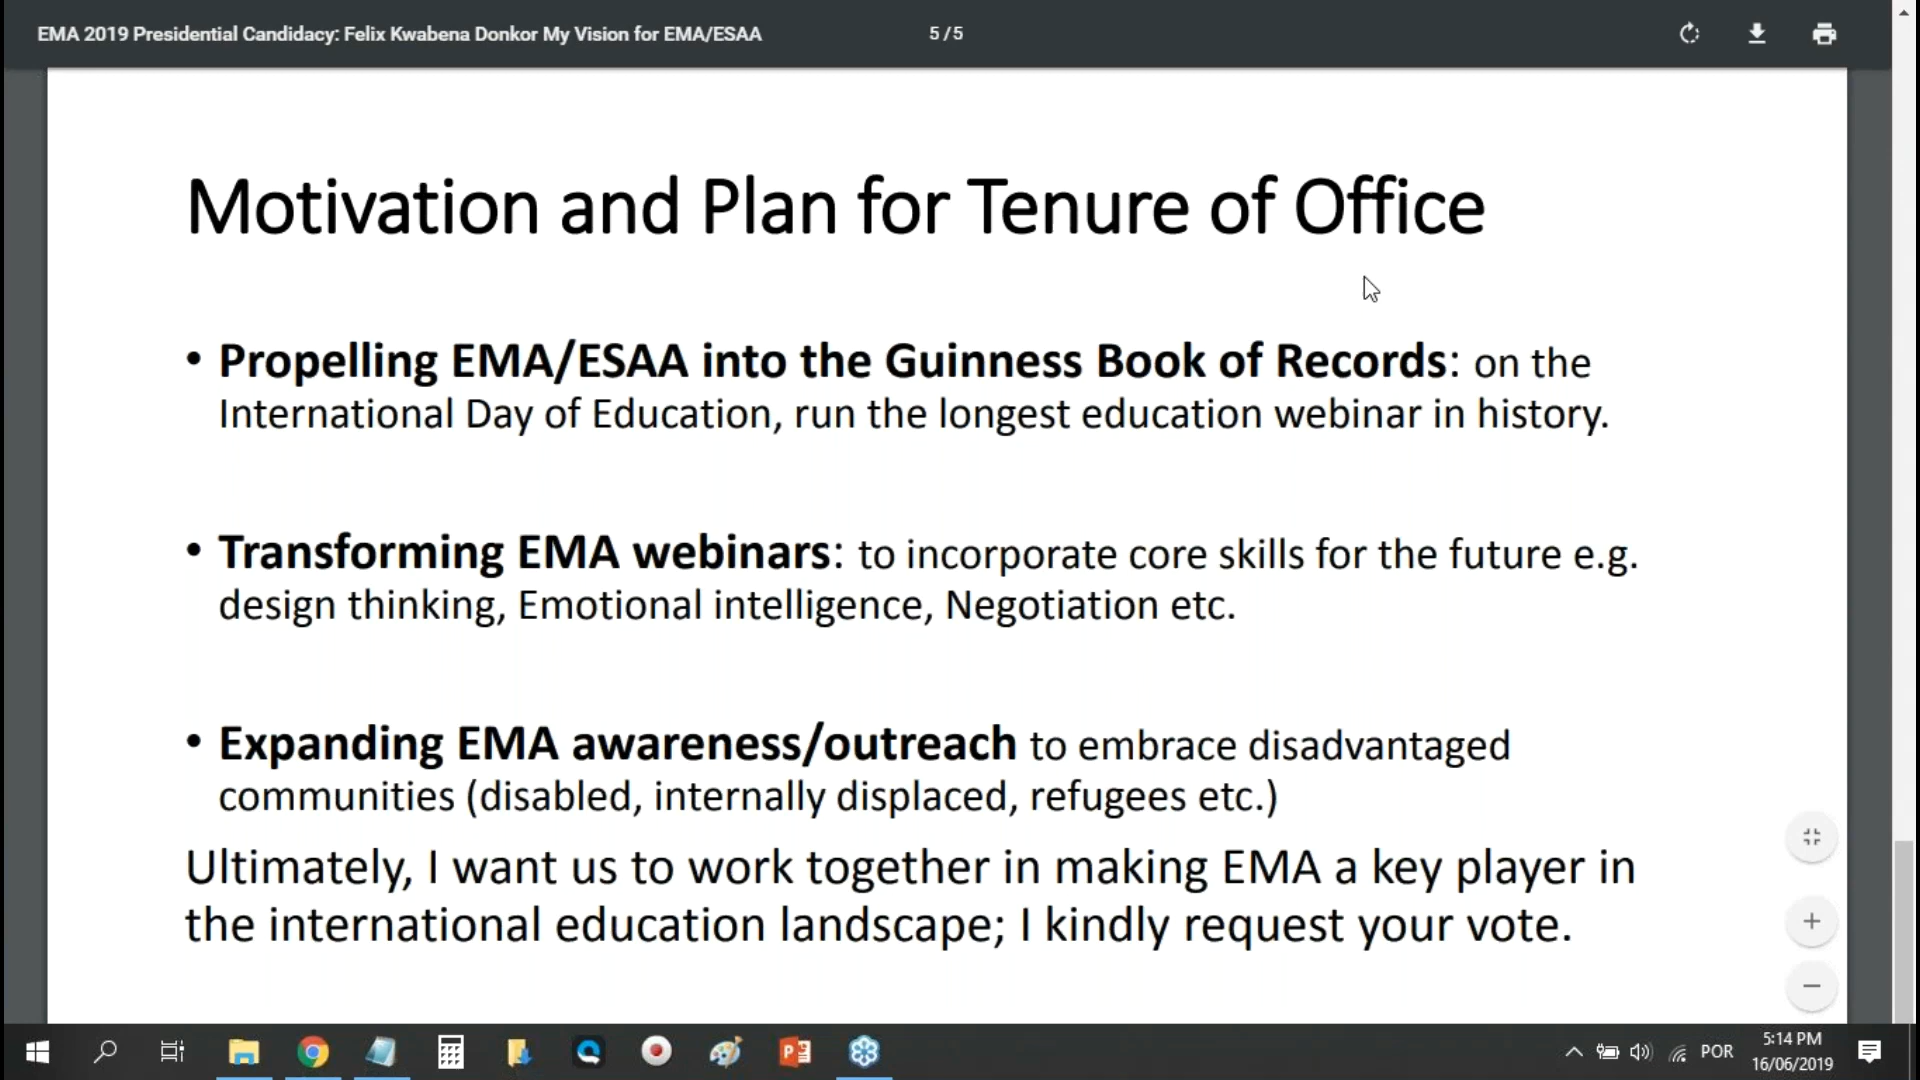 EMA 2019 Presidential Candidacy: Felix Kwabena Donkor My Vision for EMA/ESAA
5 / 5
Motivation and Plan for Tenure of Office
• Propelling EMA/ESAA into the Guinness Book of Records: on the
International Day of Education, run the longest education webinar in history.
• Transforming EMA webinars: to incorporate core skills for the future e.g.
design thinking, Emotional intelligence, Negotiation etc.
• Expanding EMA awareness/outreach to embrace disadvantaged
communities (disabled, internally displaced, refugees etc.)
Ultimately, I want us to work together in making EMA a key player in
the international education landscape; I kindly request your vote.
POR
5:14 PM
16/06/2019